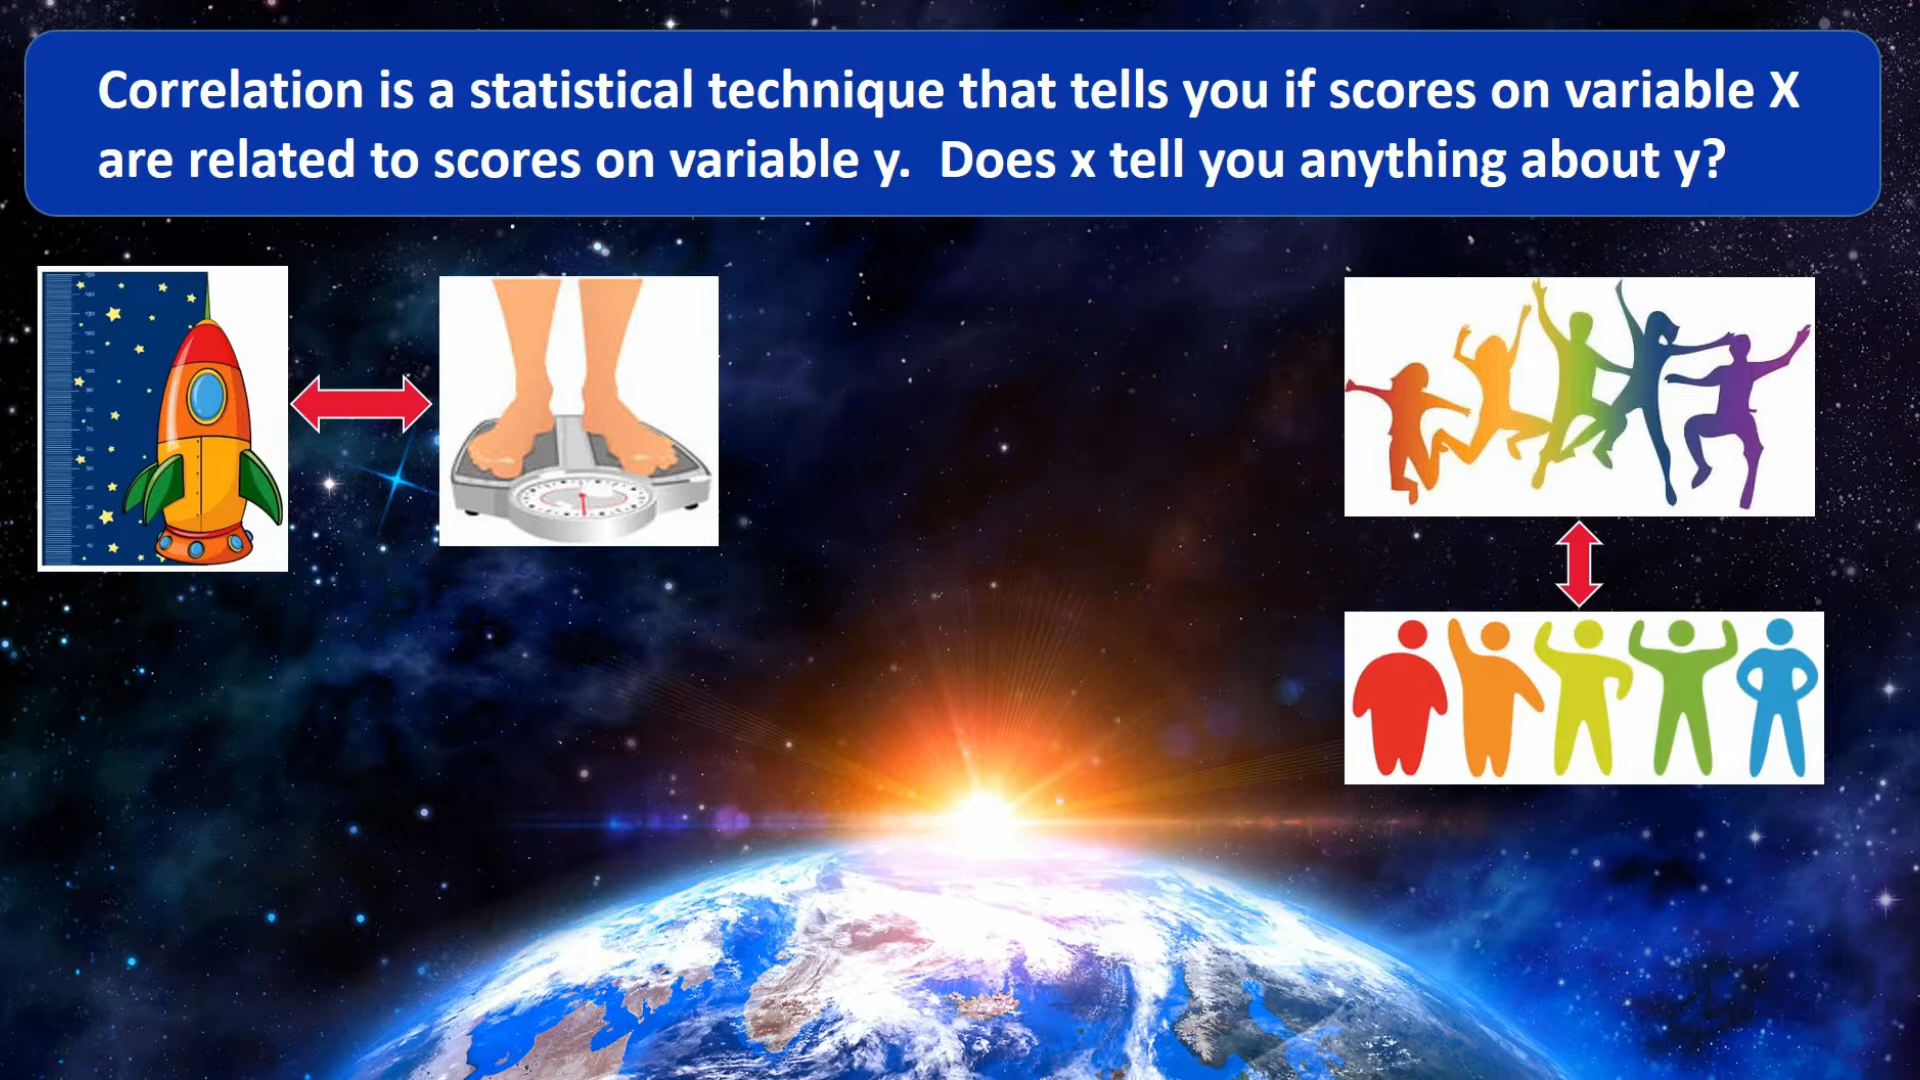 Correlation is a statistical technique that tells you if scores on variable X
are related to scores on variable y.  Does x tell you anything about y?